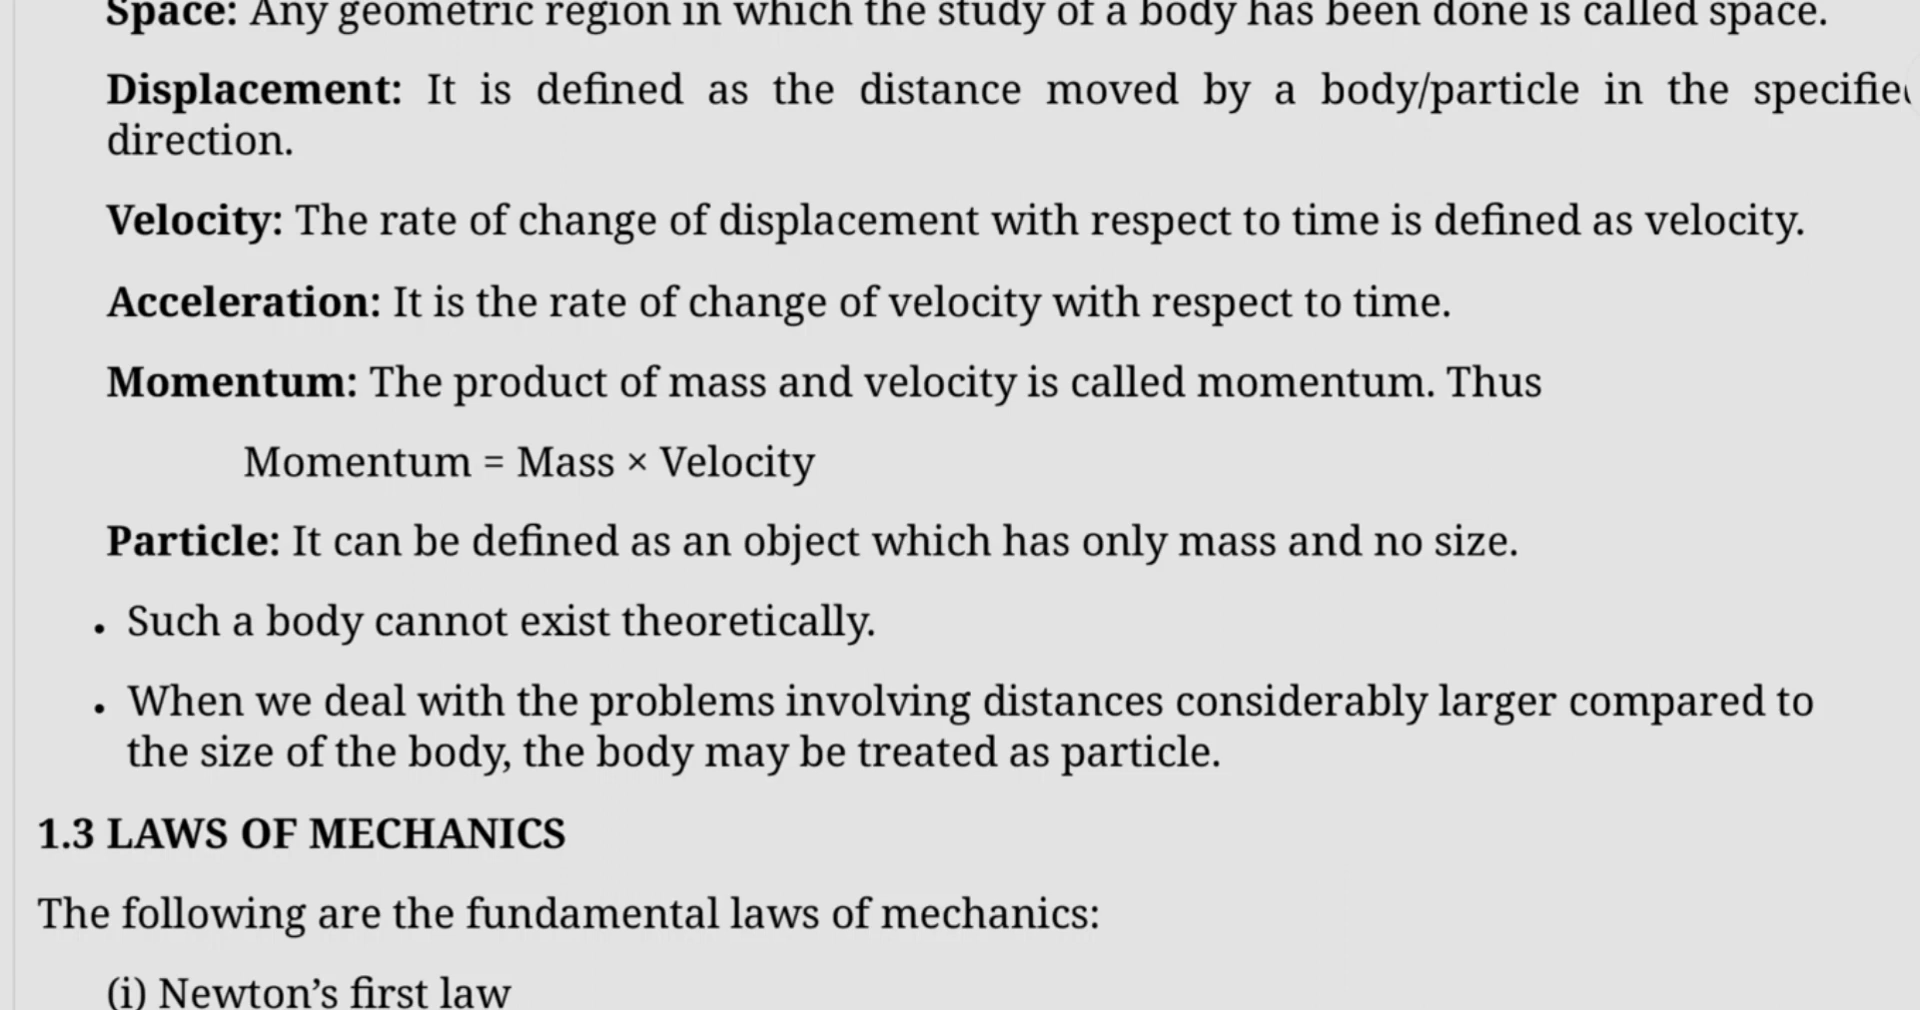 Space: Any geometric region in which the study of a body has been done is called space.
Displacement: It is defined as the distance moved by a body/particle in the specified
direction.
Velocity: The rate of change of displacement with respect to time is defined as velocity.
Acceleration: It is the rate of change of velocity with respect to time.
Momentum: The product of mass and velocity is called momentum. Thus
Momentum = Mass × Velocity
Particle: It can be defined as an object which has only mass and no size.
• Such a body cannot exist theoretically.
• When we deal with the problems involving distances considerably larger compared to
the size of the body, the body may be treated as particle.
1.3 LAWS OF MECHANICS
The following are the fundamental laws of mechanics:
(i) Newton’s first law